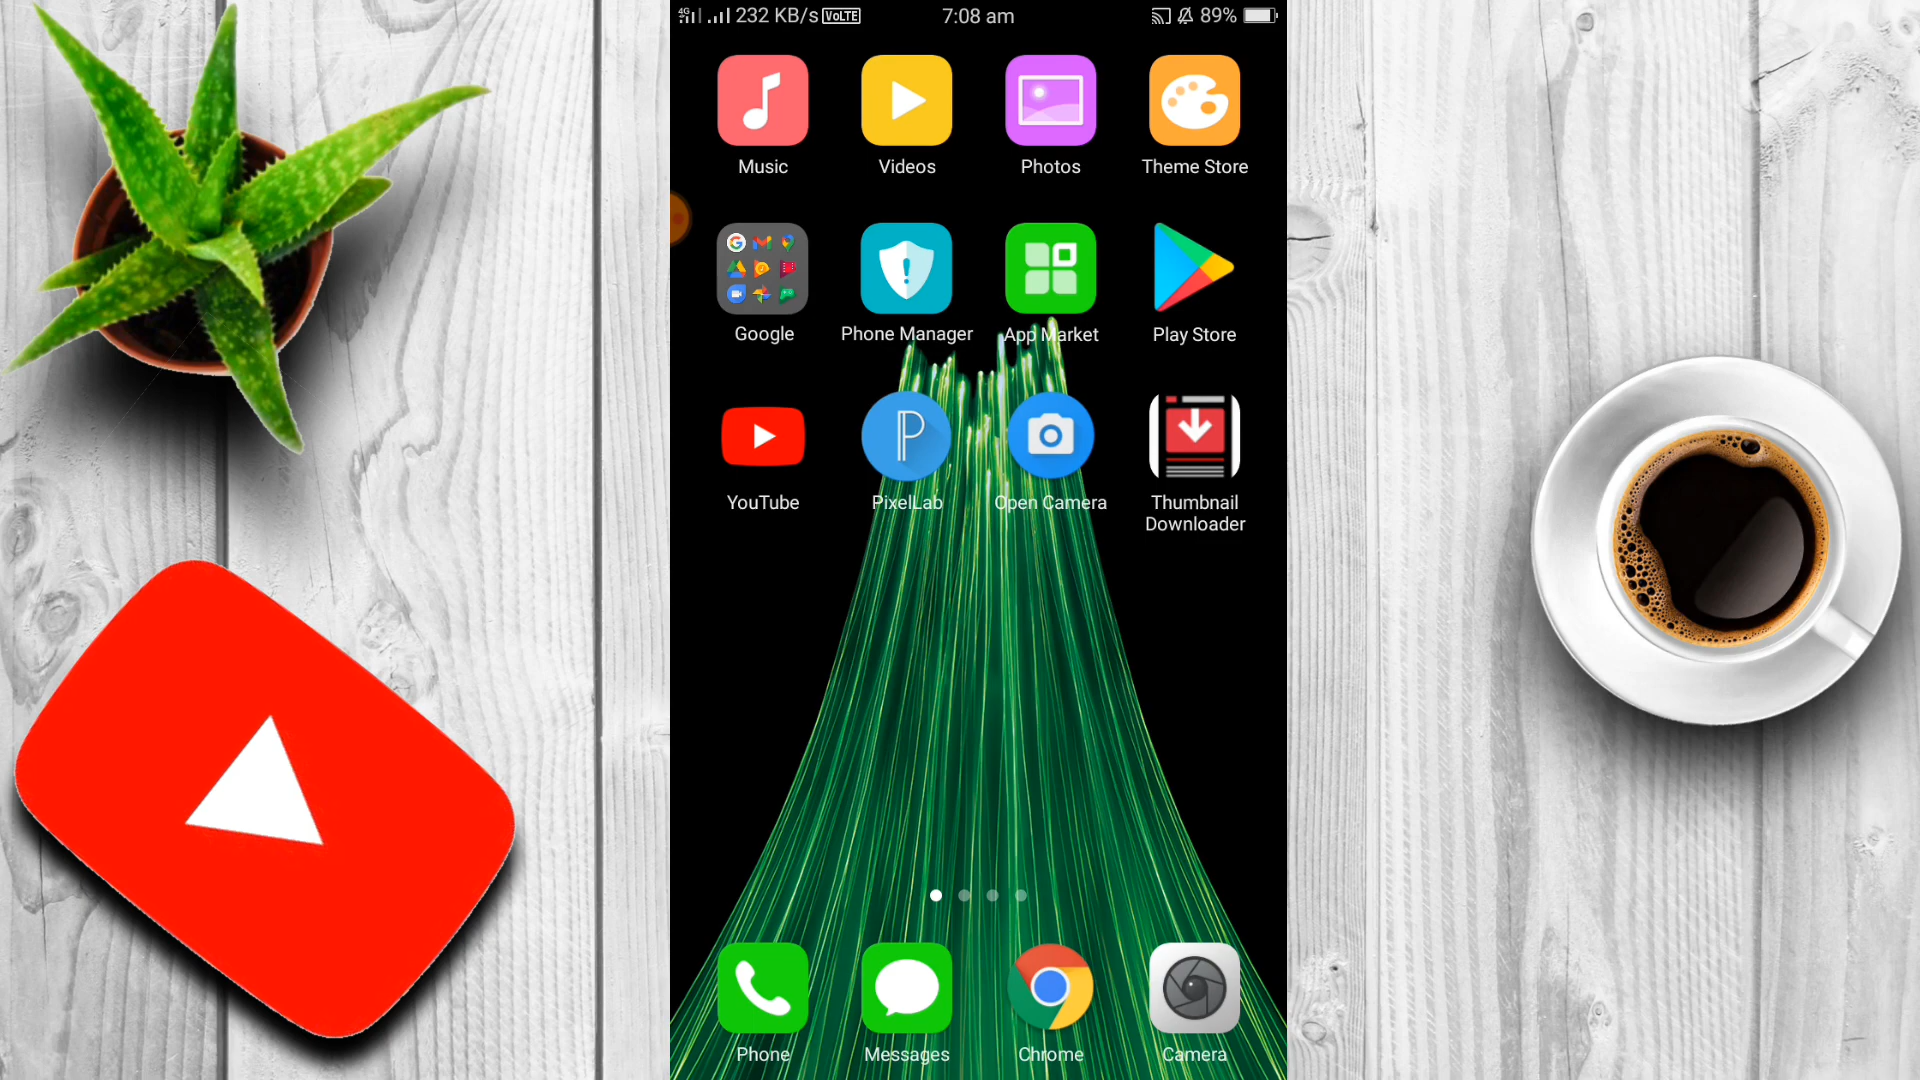 4G 232 KB/s VoLTE 7:08 am 89%
Music Videos Photos Theme Store
Google Phone Manager App Market Play Store
YouTube PixelLab Open Camera Thumbnail
Downloader
Phone Messages Chrome Camera